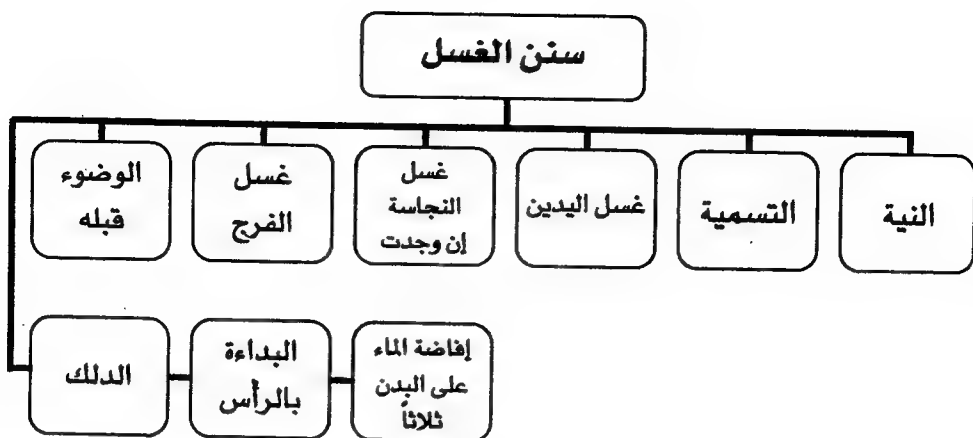 سنن الغسل
النية
التسمية
غسل اليدين
غسل
النجاسة
إن وجدت
غسل
الفرج
الوضوء
قبله
إفاضة الماء
على البدن
ثلاثاً
البداءة
بالرأس
الدلك